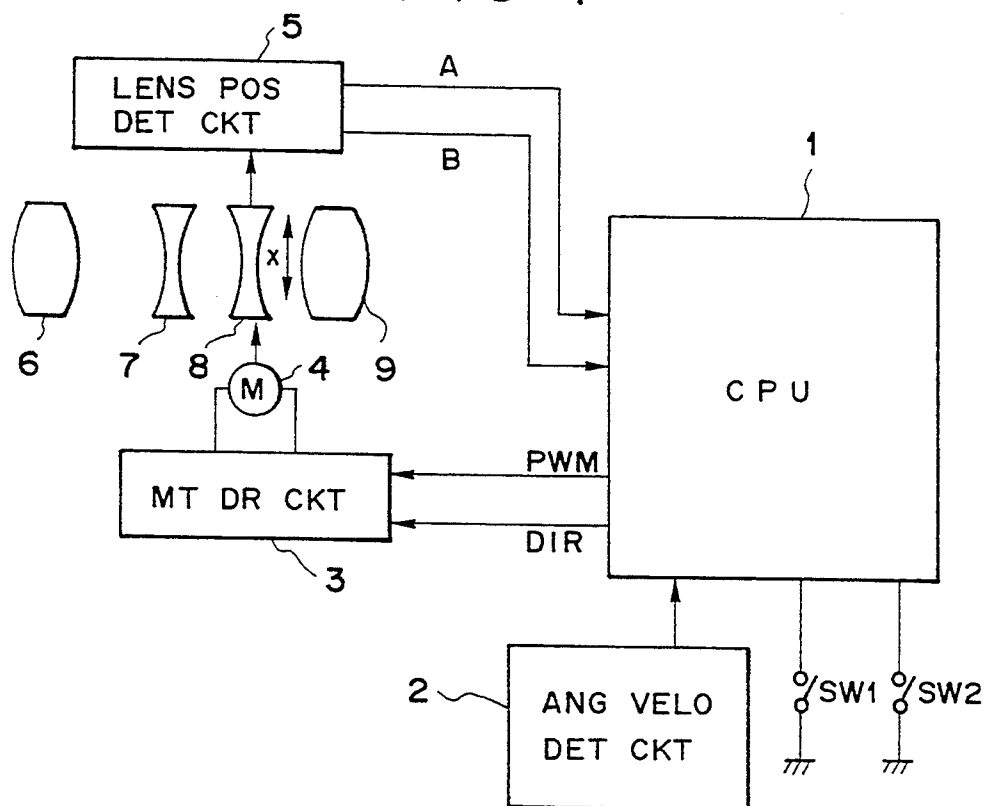 5
LENS POS
DET CKT
A
B
1
x
6
7
8
4
9
M
CPU
PWM
MT DR CKT
DIR
3
2
ANG VELO
DET CKT
SW1
SW2